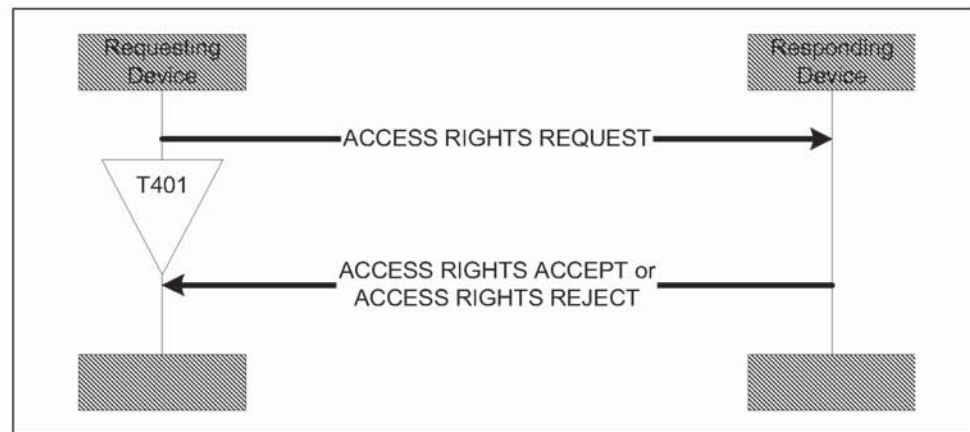 Requesting
Device
Responding
Device
ACCESS RIGHTS REQUEST
T401
ACCESS RIGHTS ACCEPT or
ACCESS RIGHTS REJECT